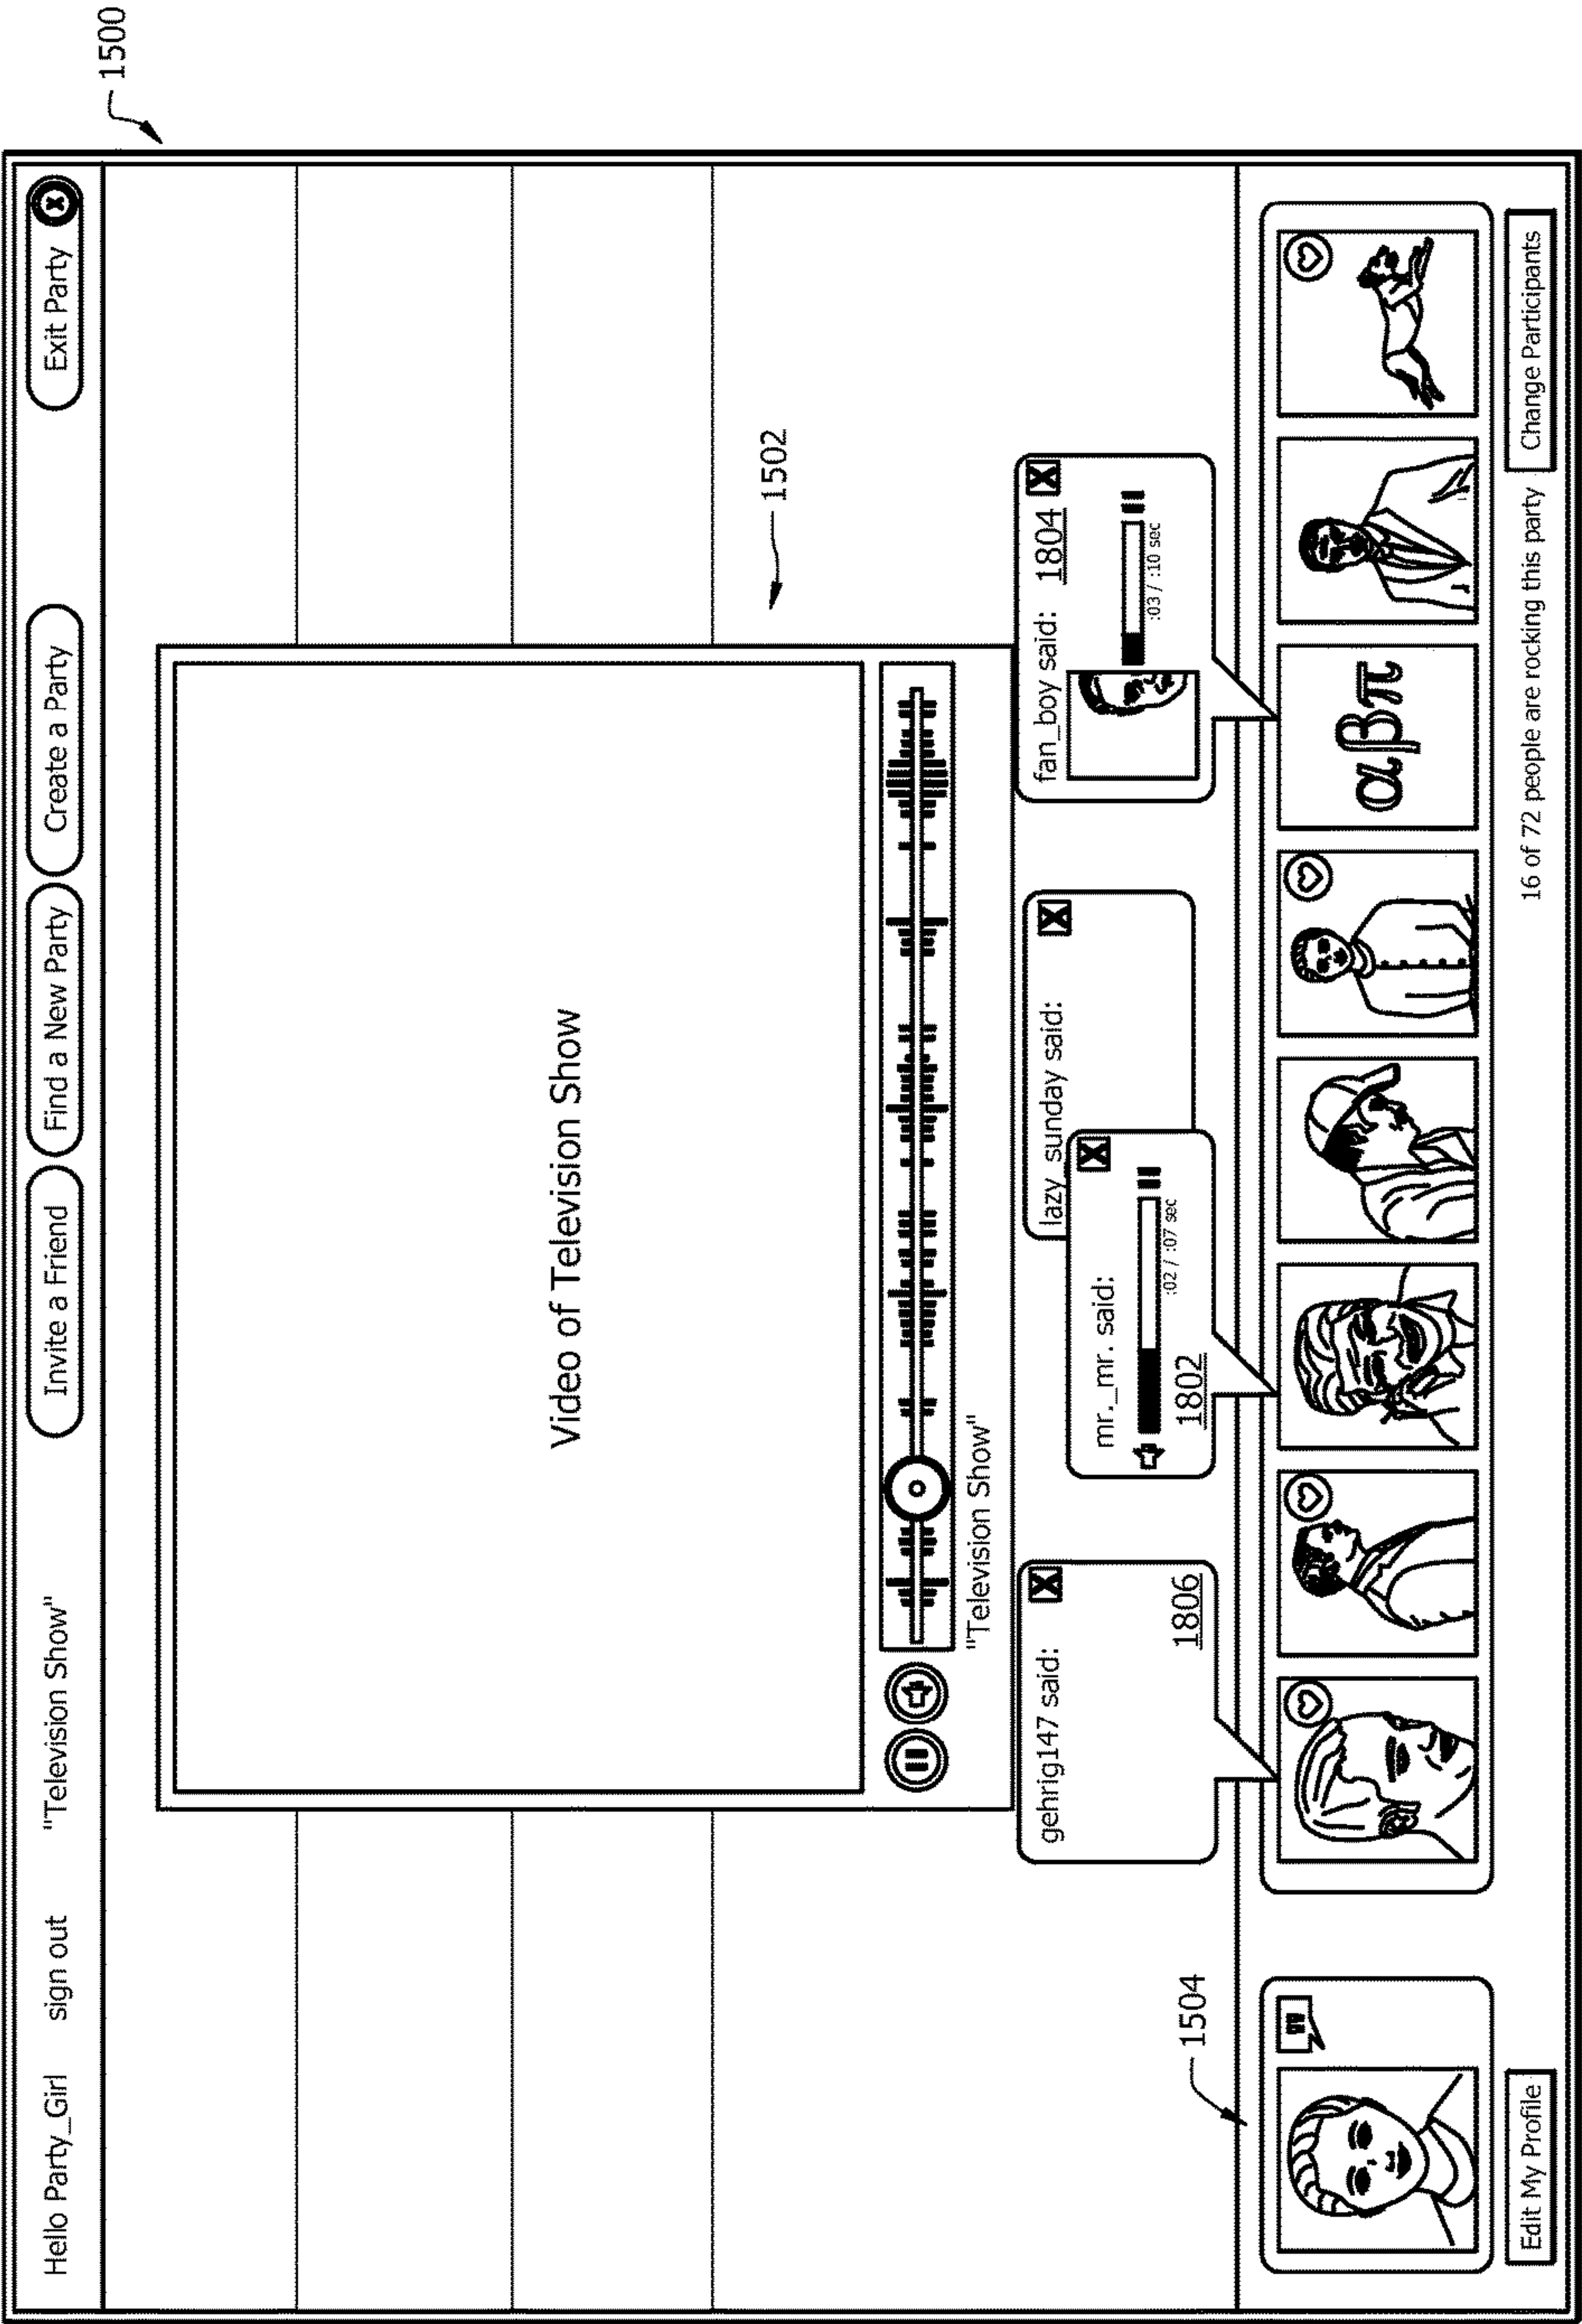 1500
Hello Party_Girl sign out "Television Show" Invite a Friend Find a New Party Create a Party Exit Party X
Video of Television Show
1502
"Television Show"
gehrig147 said: X
1806
mr._mr. said: X
:02 / :07 sec
1802
lazy_sunday said: X
fan_boy said: 1804 X
:03 / :10 sec
1504
αβπ
Edit My Profile
16 of 72 people are rocking this party Change Participants